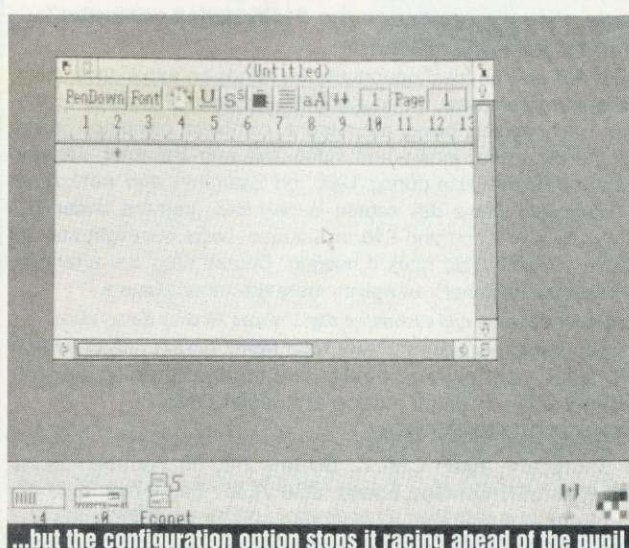 (Untitled)
PenDown Font U S S aA 1 Page 1
1 2 3 4 5 6 7 8 9 10 11 12 13
:4 :0 Econet
...but the configuration option stops it racing ahead of the pupil